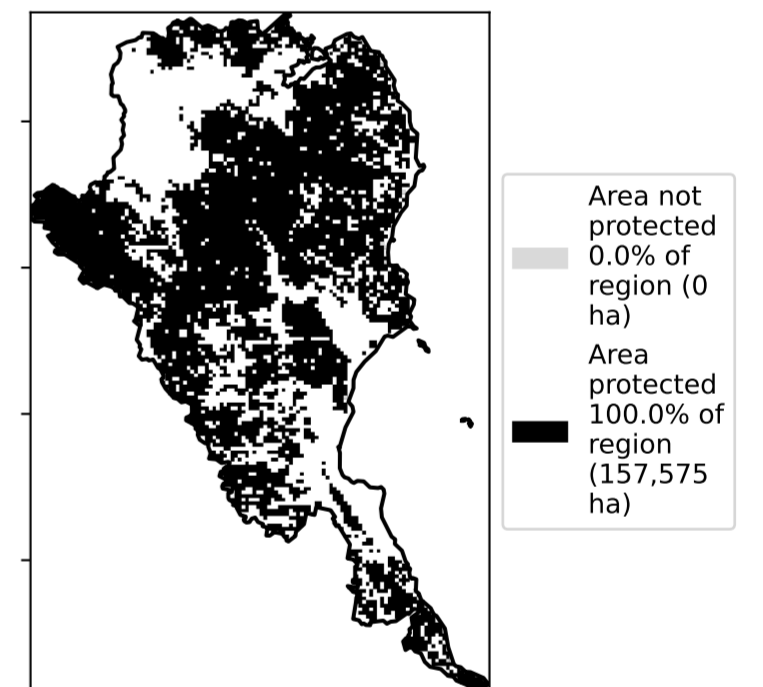 Area not
protected
0.0% of
region (0
ha)
Area
protected
100.0% of
region
(157,575
ha)